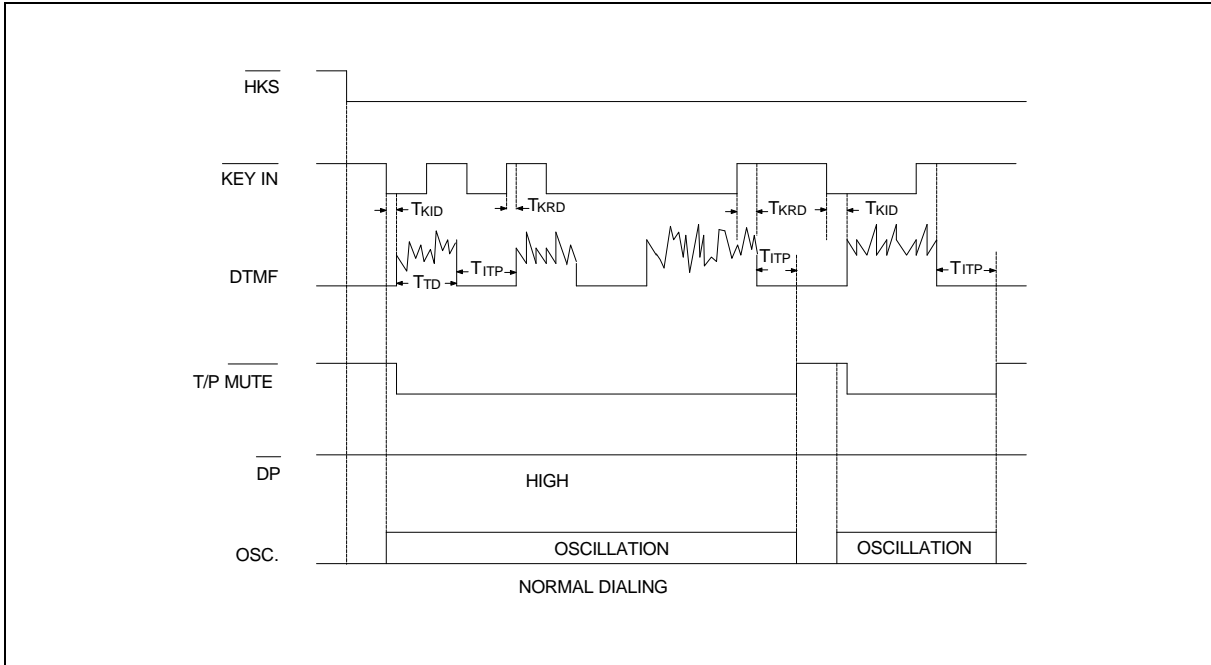 HKS
KEY IN
TKID
TKRD
TKRD
TKID
DTMF
TTD
TITP
TITP
TITP
T/P MUTE
DP
HIGH
OSC.
OSCILLATION
OSCILLATION
NORMAL DIALING